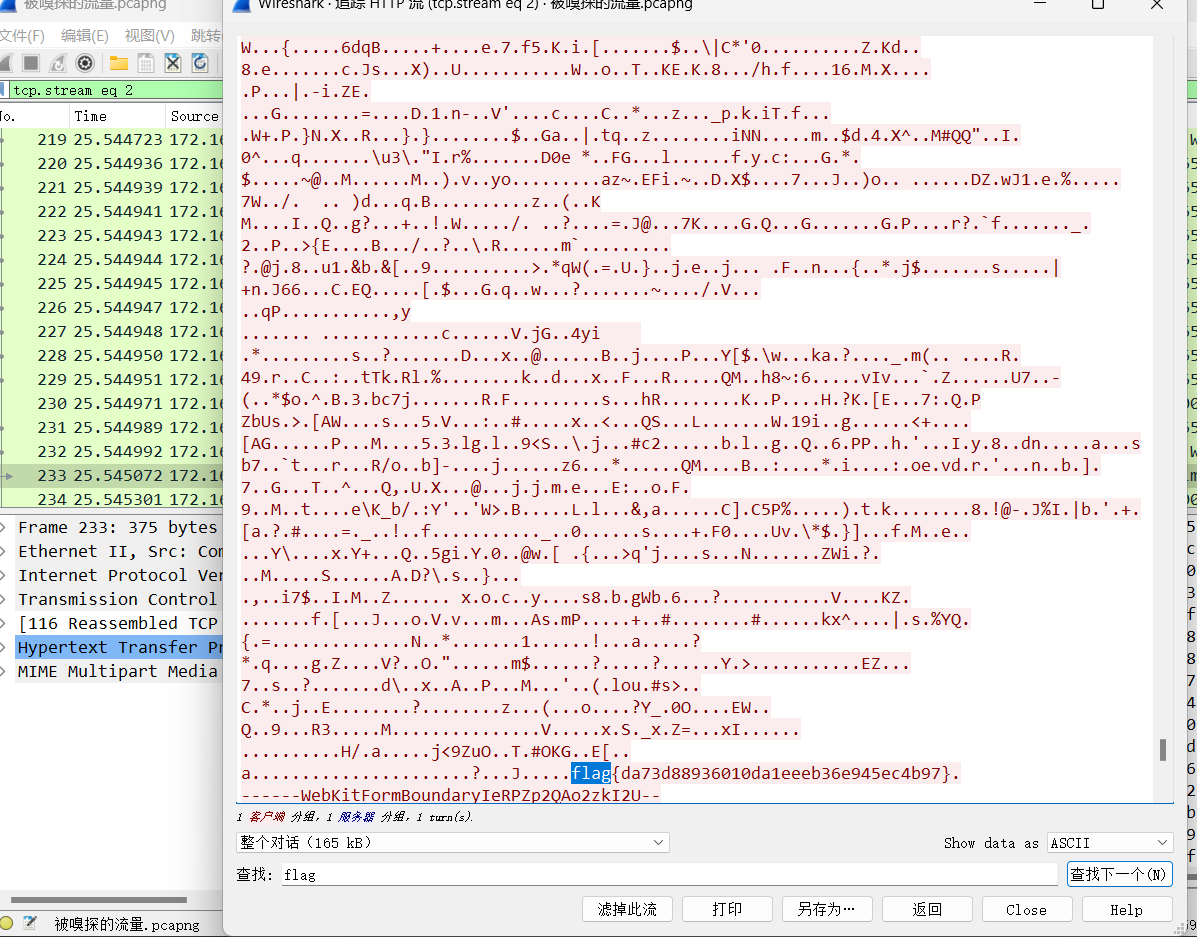 被嗅探的流量.pcapng
Wireshark · 追踪 HTTP 流 (tcp.stream eq 2) · 被嗅探的流量.pcapng
文件(F) 编辑(E) 视图(V) 跳转
tcp.stream eq 2
Time Source
219 25.544723 172.16
220 25.544936 172.16
221 25.544939 172.16
222 25.544941 172.16
223 25.544943 172.16
224 25.544944 172.16
225 25.544945 172.16
226 25.544947 172.16
227 25.544948 172.16
228 25.544950 172.16
229 25.544951 172.16
230 25.544971 172.16
231 25.544989 172.16
232 25.544992 172.16
233 25.545072 172.16
234 25.545301 172.16
Frame 233: 375 bytes
Ethernet II, Src: Com
Internet Protocol Ver
Transmission Control
[116 Reassembled TCP
Hypertext Transfer Pr
MIME Multipart Media
W...{.....6dqB.....+....e.7.f5.K.i.[.......$..\|C*'0..........Z.Kd..
8.e.......c.Js...X)..U...........W..o..T..KE.K.8.../h.f....16.M.X....
.P...|.-i.ZE.
...G........=....D.1.n-..V'....c....C..*...z..._p.k.iT.f...
.W+.P.}N.X..R...}.}........$..Ga..|.tq..z........iNN.....m..$d.4.X^..M#QQ"..I.
0^...q.......\u3\."I.r%.......D0e *..FG...l......f.y.c:...G.*.
$.....~@..M......M..).v..yo.........az~.EFi.~..D.X$....7...J..)o.. ......DZ.wJ1.e.%.....
7W../. .. )d...q.B..........z..(..K
M....I..Q..g?...+..!.W...../. ..?....=.J@...7K....G.Q...G.......G.P....r?.`f......._.
2..P..>{E....B.../..?..\.R......m`.........
?.@j.8..u1.&b.&[..9..........>.*qW(.=.U.}..j.e..j... .F..n...{..*.j$.......s.....|
+n.J66...C.EQ.....[.$...G.q..w...?.......~..../.V...
..qP...........,y
....... ............c......V.jG..4yi
.*.........s..?.......D...x..@......B..j....P...Y[$.\w...ka.?...._.m(.. ....R.
49.r..C..:..tTk.Rl.%........k..d...x..F...R.....QM..h8~:6.....vIv...`.Z......U7..-
(..*$o.^.B.3.bc7j.......R.F.........s...hR........K..P....H.?K.[E...7:.Q.P
ZbUs.>.[AW....s...5.V...:..#.....x...<...QS...L.......W.19i..g......<+....
[AG......P...M....5.3.lg.l..9<S..\.j...#c2.....b.l..g..Q..6.PP..h.'...I.y.8..dn.....a...s
b7..`t...r...R/o..b]-....j......z6...*......QM....B..:....*.i....:.oe.vd.r.'...n..b.].
7..G...T..^...Q,.U.X...@...j.j.m.e...E:..o.F.
9..M..t....e\K_b/.:Y'..'W>.B.....L.l...&,a......C].C5P%.....).t.k........8.!@-.J%I.|b.'.+.
[a.?.#....=._..!..f..........._..0......s....+.F0....Uv.\*$.}]...f.M..e..
...Y\....x.Y+...Q..5gi.Y.0..@w.[ .{...>q'j....s...N.......ZWi.?.
..M.....S......A.D?\.s..}...
.,..i7$..I.M..Z...... x.o.c..y....s8.b.gWb.6...?...........V....KZ.
.......f.[...J...o.V.v...m...As.mP.....+..#........#......kx^....|.s.%YQ.
{.=..............N..*.......1......!...a.....?
*.q....g.Z....V?..O."......m$......?.....?......Y.>...........EZ...
7..s..?.......d\..x..A..P...M...'..(.lou.#s>..
C.*..j..E........?........z...(...o....?Y_.0O....EW..
Q..9...R3.....M...............V.....x.S._x.Z=...xI......
..........H/.a.....j<9ZuO..T.#OKG..E[..
a......................?...J.....flag{da73d88936010da1eeeb36e945ec4b97}.
------WebKitFormBoundaryIeRPZp2QAo2zkI2U--
1 客户端 分组，1 服务器 分组，1 turn(s).
整个对话 (165 kB) Show data as ASCII
查找: flag 查找下一个(N)
滤掉此流 打印 另存为… 返回 Close Help
被嗅探的流量.pcapng